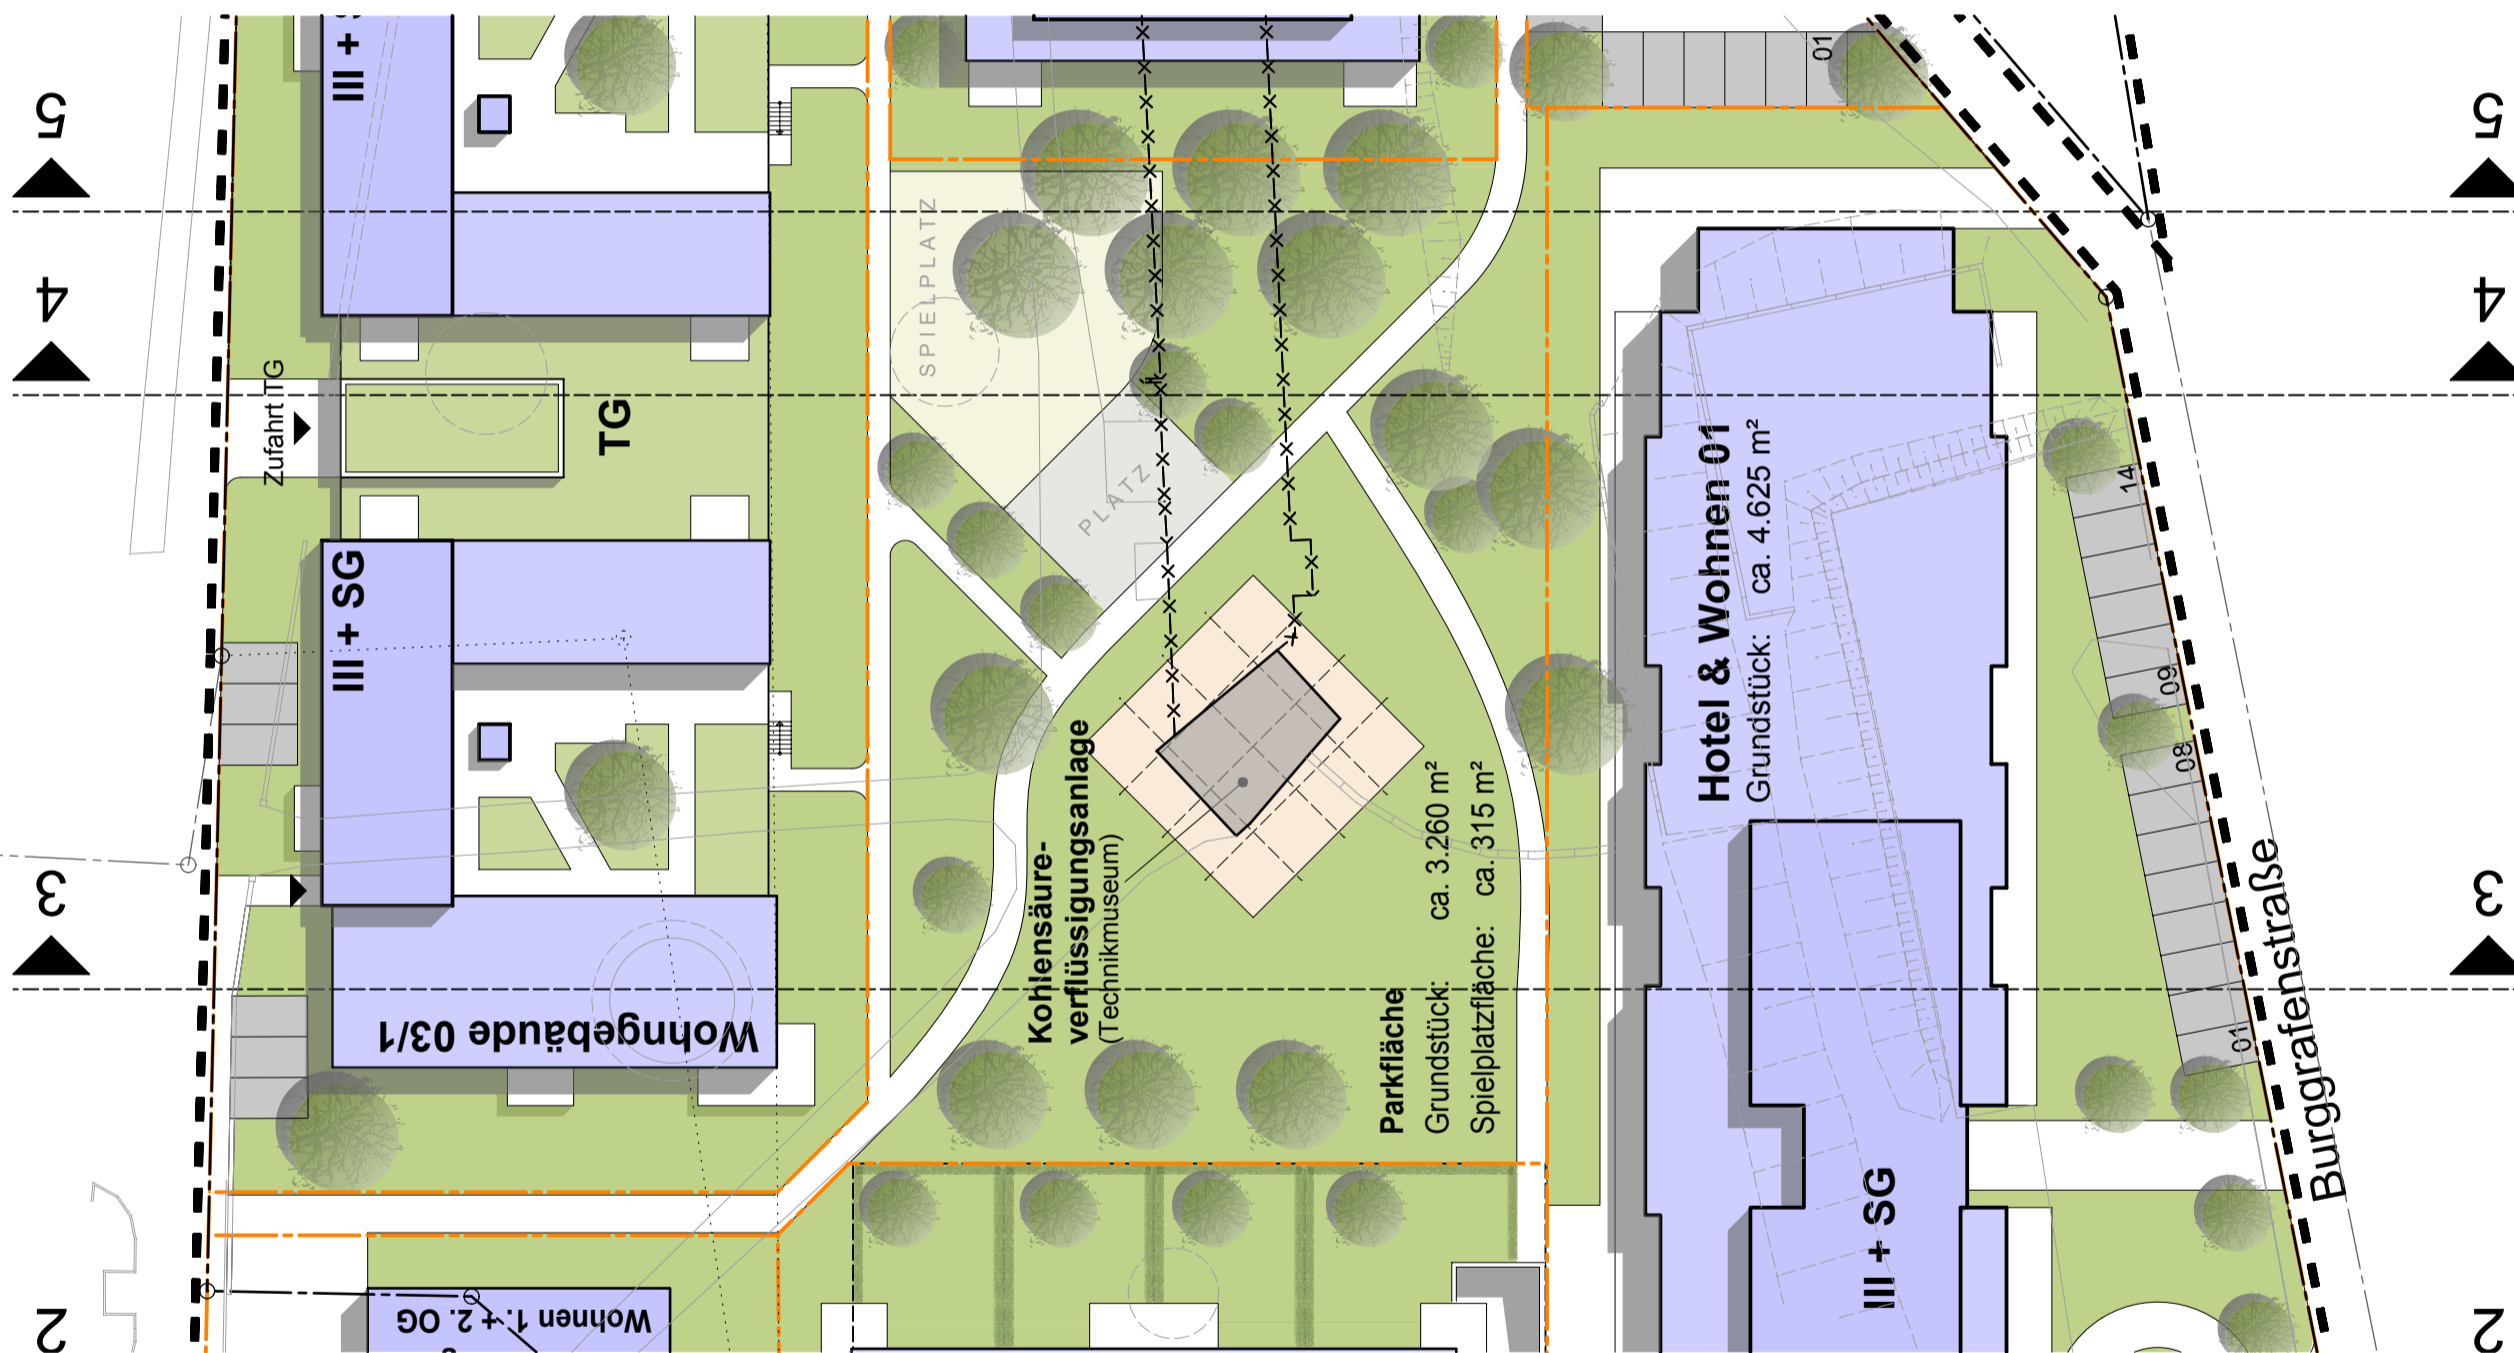 5
5
4
4
3
3
2
2
III + S
III + SG
Zufahrt TG
TG
Wohngebäude 03/1
Wohnen 1. + 2. OG
SPIELPLATZ
PLATZ
Kohlensäure-
verflüssigungsanlage
(Technikmuseum)
Parkfläche
Grundstück: ca. 3.260 m²
Spielplatzfläche: ca. 315 m²
Hotel & Wohnen 01
Grundstück: ca. 4.625 m²
III + SG
01
14
09
08
01
Burggrafenstraße